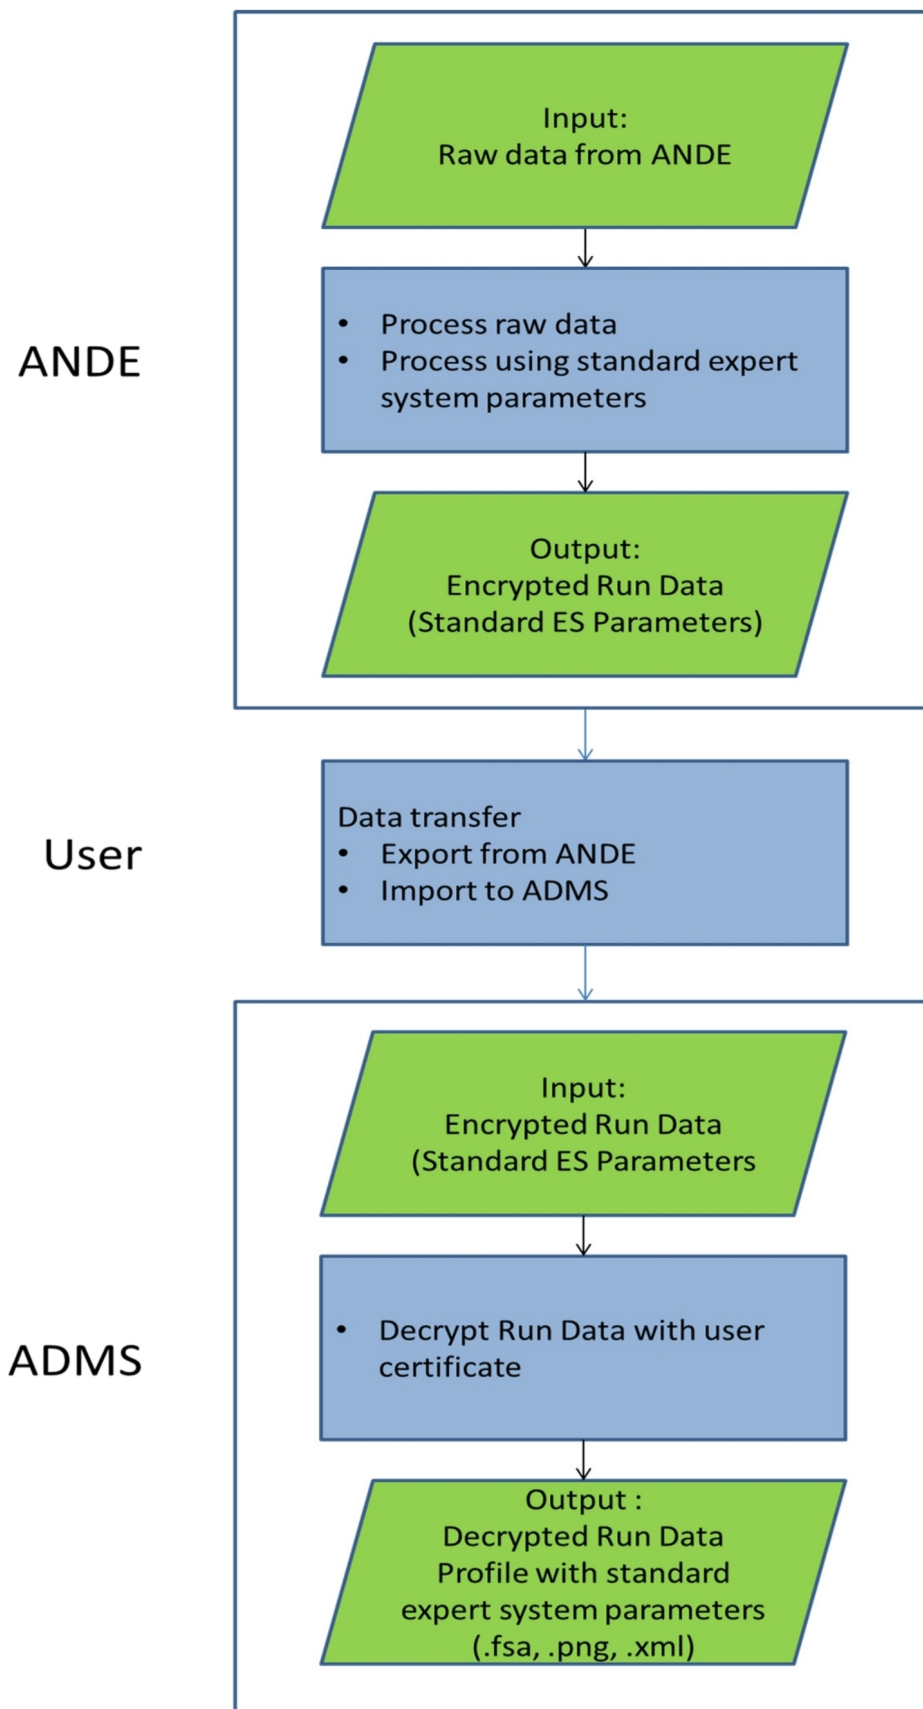 Input:
Raw data from ANDE
ANDE
• Process raw data
• Process using standard expert
system parameters
Output:
Encrypted Run Data
(Standard ES Parameters)
User
Data transfer
• Export from ANDE
• Import to ADMS
Input:
Encrypted Run Data
(Standard ES Parameters
ADMS
• Decrypt Run Data with user
certificate
Output :
Decrypted Run Data
Profile with standard
expert system parameters
(.fsa, .png, .xml)